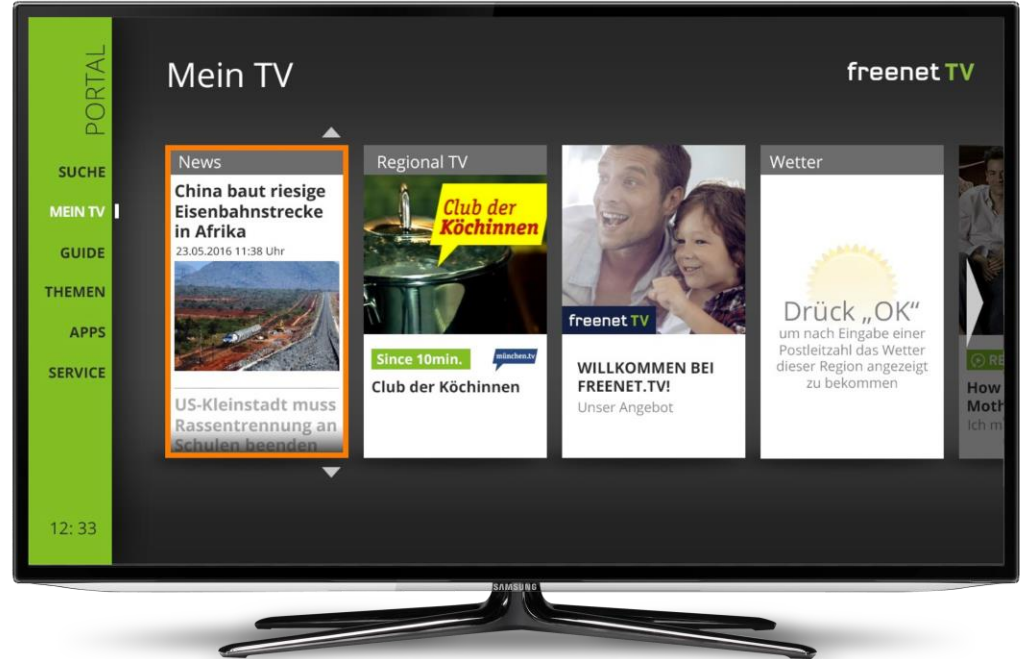 PORTAL
SUCHE
MEIN TV
GUIDE
THEMEN
APPS
SERVICE
12: 33
Mein TV
freenet TV
News
China baut riesige
Eisenbahnstrecke
in Afrika
23.05.2016 11:38 Uhr
US-Kleinstadt muss
Rassentrennung an
Schulen beenden
Regional TV
Club der
Köchinnen
Since 10min.
münchen.tv
Club der Köchinnen
freenet TV
WILLKOMMEN BEI
FREENET.TV!
Unser Angebot
Wetter
Drück „OK“
um nach Eingabe einer
Postleitzahl das Wetter
dieser Region angezeigt
zu bekommen
How
SAMSUNG